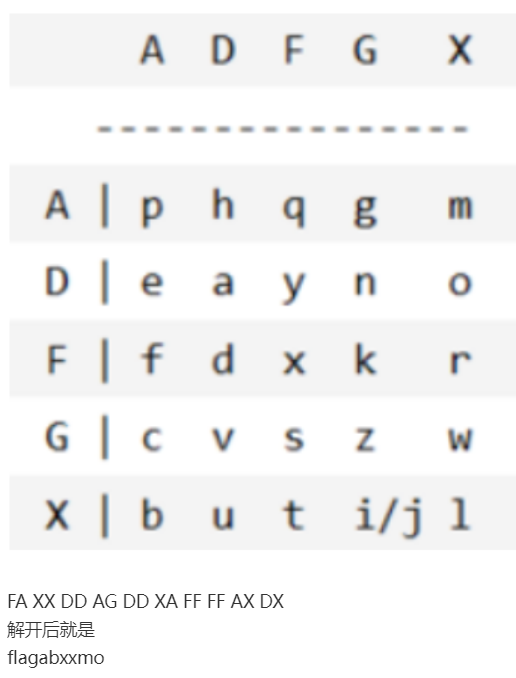 A D F G X
----------------
A | p h q g m
D | e a y n o
F | f d x k r
G | c v s z w
X | b u t i/j l
FA XX DD AG DD XA FF FF AX DX
解开后就是
flagabxxmo